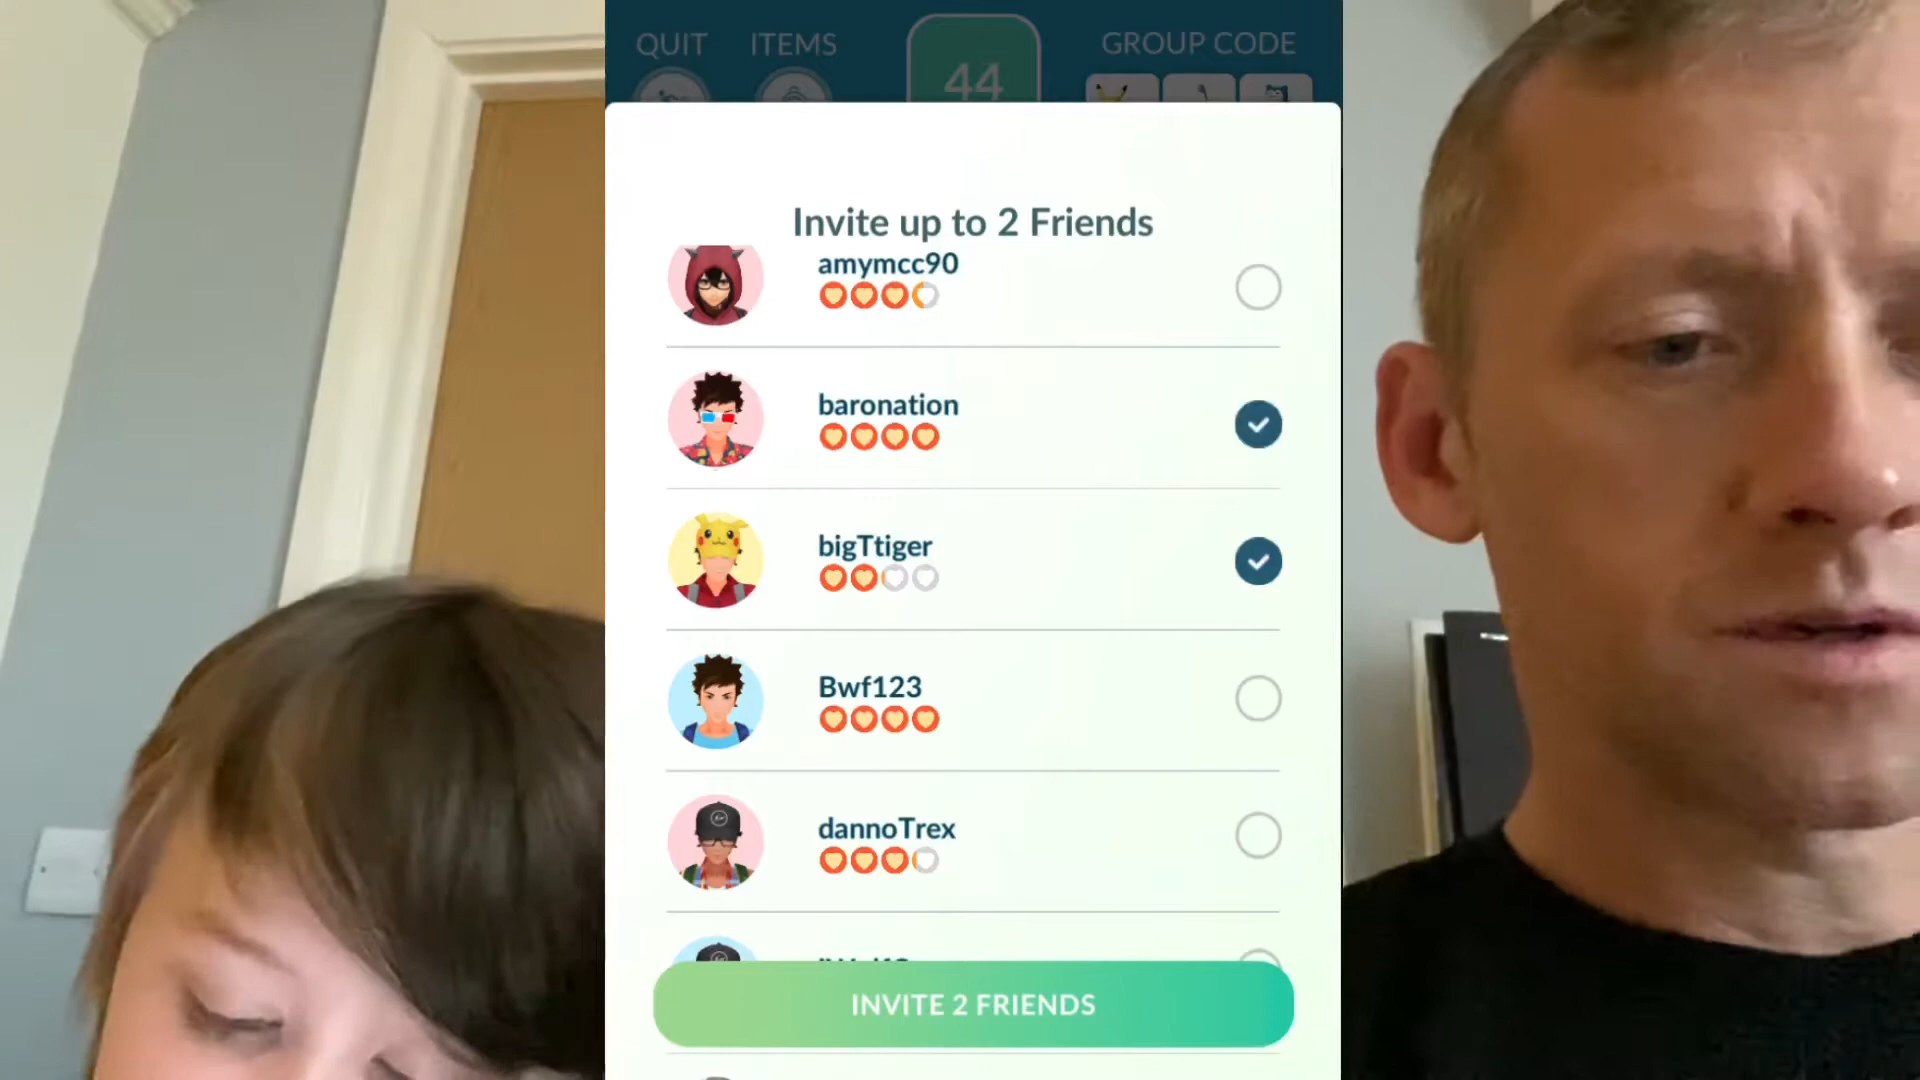 QUIT ITEMS 44 GROUP CODE
Invite up to 2 Friends
amymcc90
baronation
bigTtiger
Bwf123
dannoTrex
INVITE 2 FRIENDS